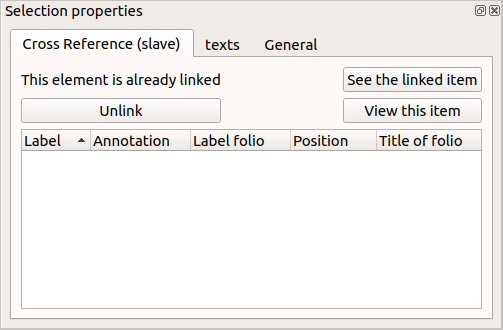 Selection properties
Cross Reference (slave) texts General
This element is already linked See the linked item
Unlink View this item
Label Annotation Label folio Position Title of folio